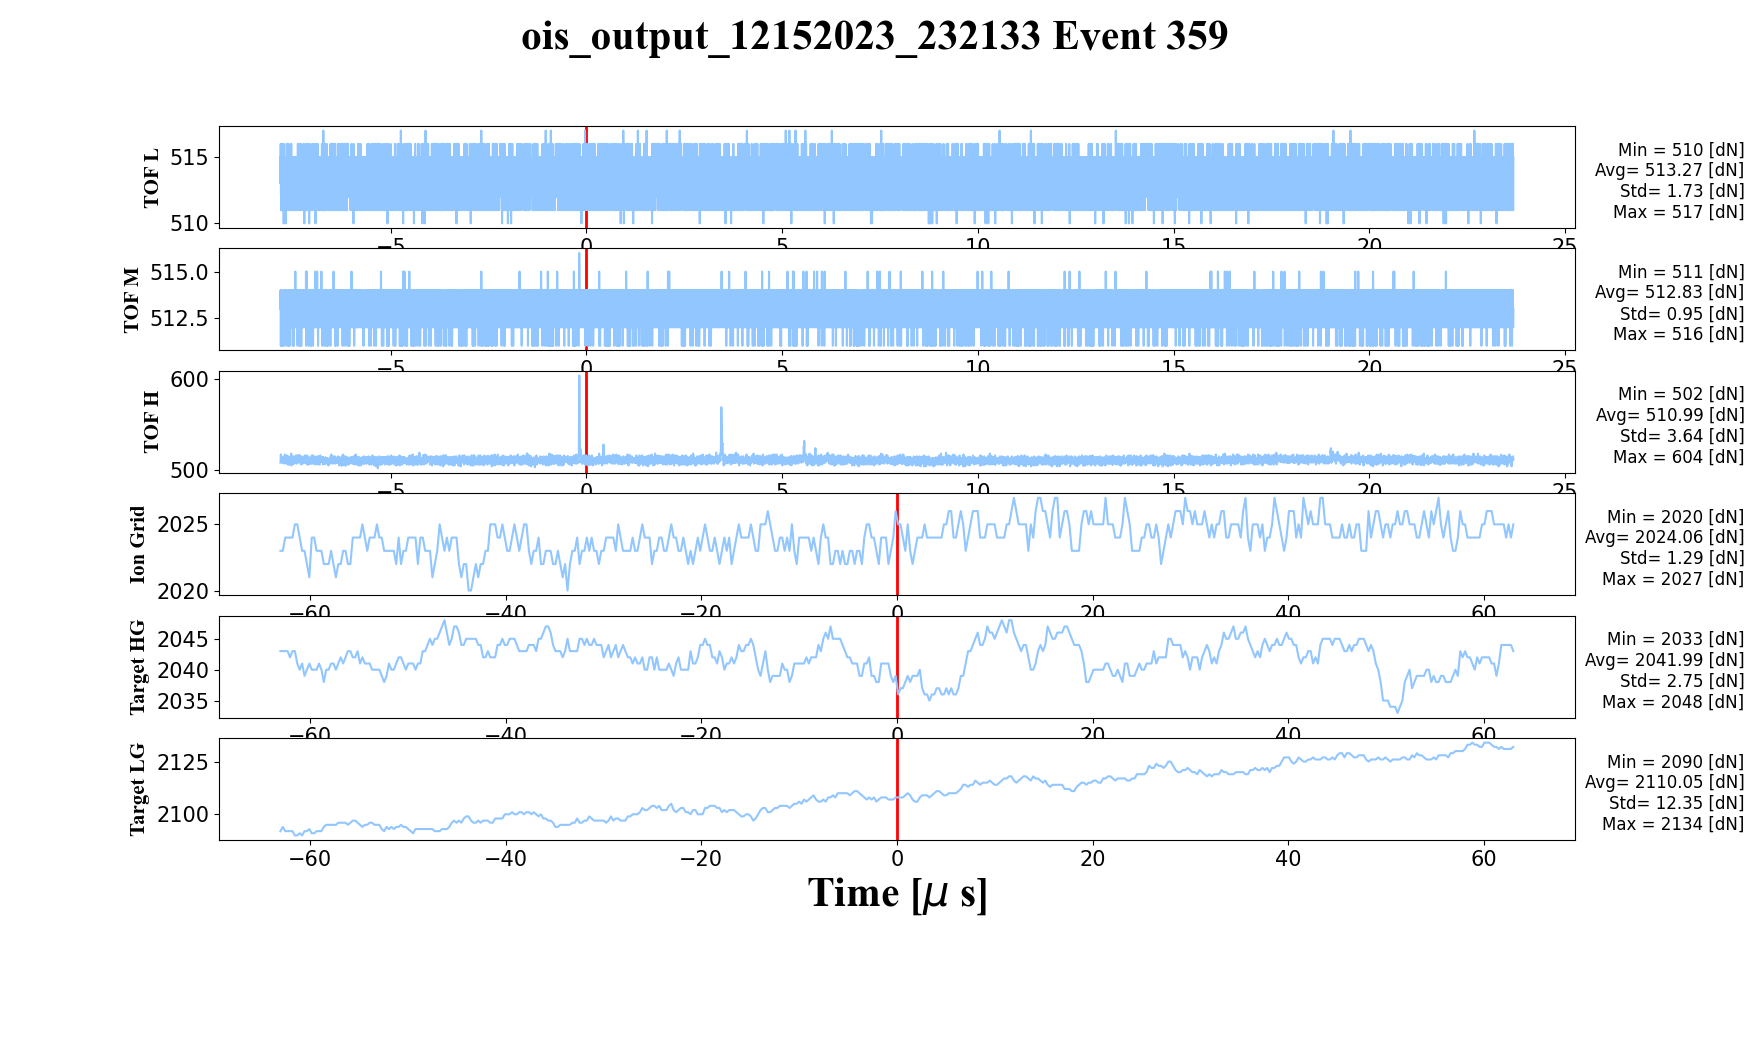 ois_output_12152023_232133 Event 359
TOF L
515
510
−5
0
5
10
15
20
25
Min = 510 [dN]
Avg= 513.27 [dN]
Std= 1.73 [dN]
Max = 517 [dN]
TOF M
515.0
512.5
−5
0
5
10
15
20
25
Min = 511 [dN]
Avg= 512.83 [dN]
Std= 0.95 [dN]
Max = 516 [dN]
TOF H
600
500
−5
0
5
10
15
20
25
Min = 502 [dN]
Avg= 510.99 [dN]
Std= 3.64 [dN]
Max = 604 [dN]
Ion Grid
2025
2020
−60
−40
−20
0
20
40
60
Min = 2020 [dN]
Avg= 2024.06 [dN]
Std= 1.29 [dN]
Max = 2027 [dN]
Target HG
2045
2040
2035
−60
−40
−20
0
20
40
60
Min = 2033 [dN]
Avg= 2041.99 [dN]
Std= 2.75 [dN]
Max = 2048 [dN]
Target LG
2125
2100
−60
−40
−20
0
20
40
60
Min = 2090 [dN]
Avg= 2110.05 [dN]
Std= 12.35 [dN]
Max = 2134 [dN]
Time [μ s]